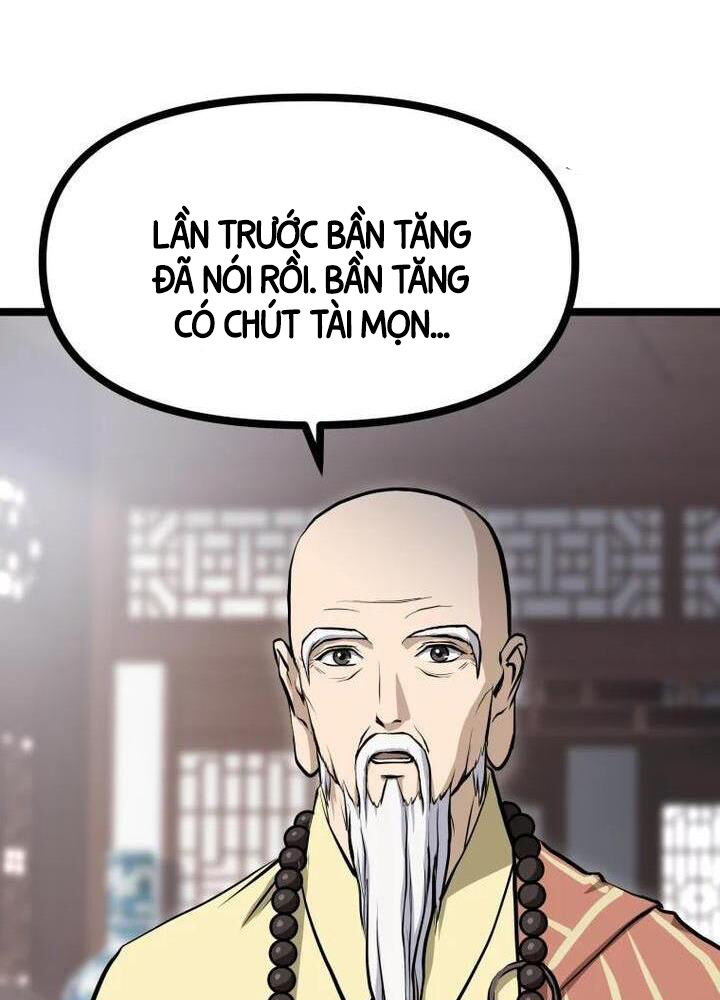 LẦN TRƯỚC BẦN TĂNG
ĐÃ NÓI RỒI. BẦN TĂNG
CÓ CHÚT TÀI MỌN...